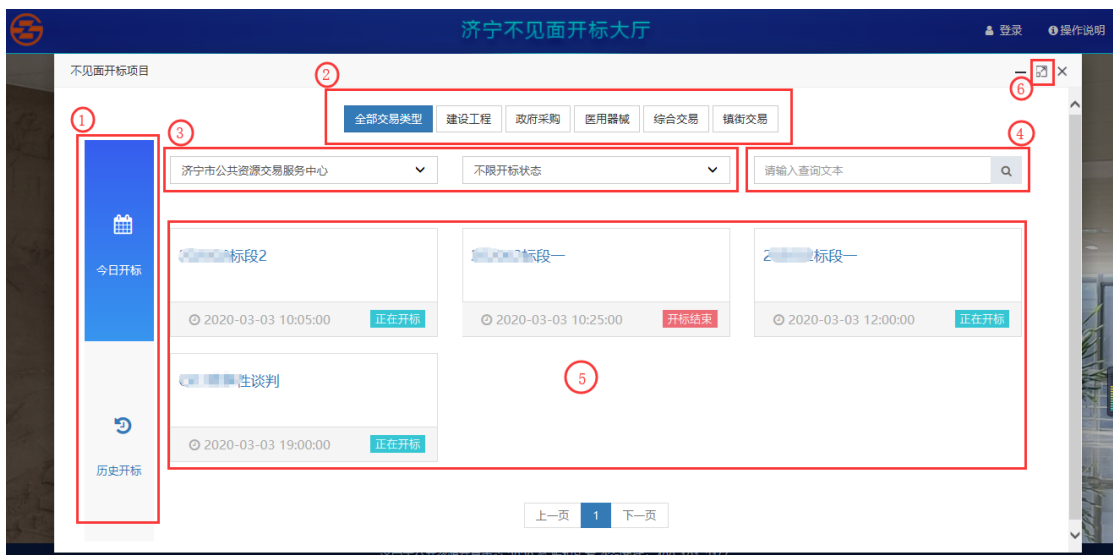 济宁不见面开标大厅
登录
操作说明
不见面开标项目
②
⑥
①
全部交易类型 建设工程 政府采购 医用器械 综合交易 镇街交易
③
④
济宁市公共资源交易服务中心
不限开标状态
请输入查询文本
今日开标
标段2
标段一
标段一
2020-03-03 10:05:00 正在开标
2020-03-03 10:25:00 开标结束
2020-03-03 12:00:00 正在开标
性谈判
⑤
2020-03-03 19:00:00 正在开标
历史开标
上一页 1 下一页